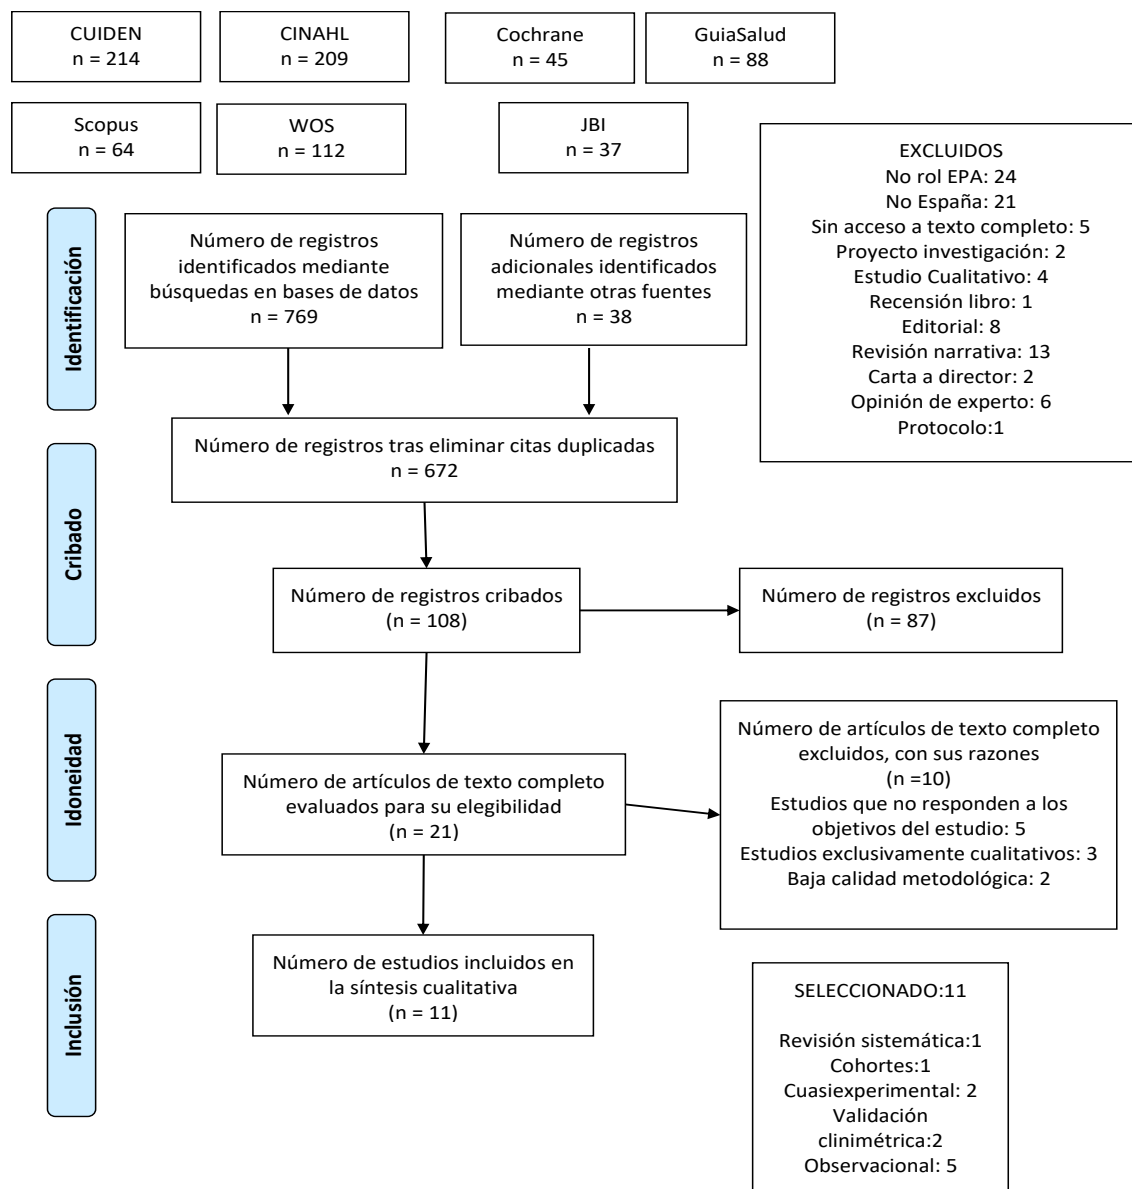 CUIDEN
n = 214
CINAHL
n = 209
Cochrane
n = 45
GuiaSalud
n = 88
Scopus
n = 64
WOS
n = 112
JBI
n = 37
EXCLUIDOS
No rol EPA: 24
No España: 21
Sin acceso a texto completo: 5
Proyecto investigación: 2
Estudio Cualitativo: 4
Recensión libro: 1
Editorial: 8
Revisión narrativa: 13
Carta a director: 2
Opinión de experto: 6
Protocolo:1
Identificación
Número de registros
identificados mediante
búsquedas en bases de datos
n = 769
Número de registros
adicionales identificados
mediante otras fuentes
n = 38
Número de registros tras eliminar citas duplicadas
n = 672
Cribado
Número de registros cribados
(n = 108)
Número de registros excluidos
(n = 87)
Idoneidad
Número de artículos de texto completo
evaluados para su elegibilidad
(n = 21)
Número de artículos de texto completo
excluidos, con sus razones
(n =10)
Estudios que no responden a los
objetivos del estudio: 5
Estudios exclusivamente cualitativos: 3
Baja calidad metodológica: 2
Inclusión
Número de estudios incluidos en
la síntesis cualitativa
(n = 11)
SELECCIONADO:11
Revisión sistemática:1
Cohortes:1
Cuasiexperimental: 2
Validación
clinimétrica:2
Observacional: 5